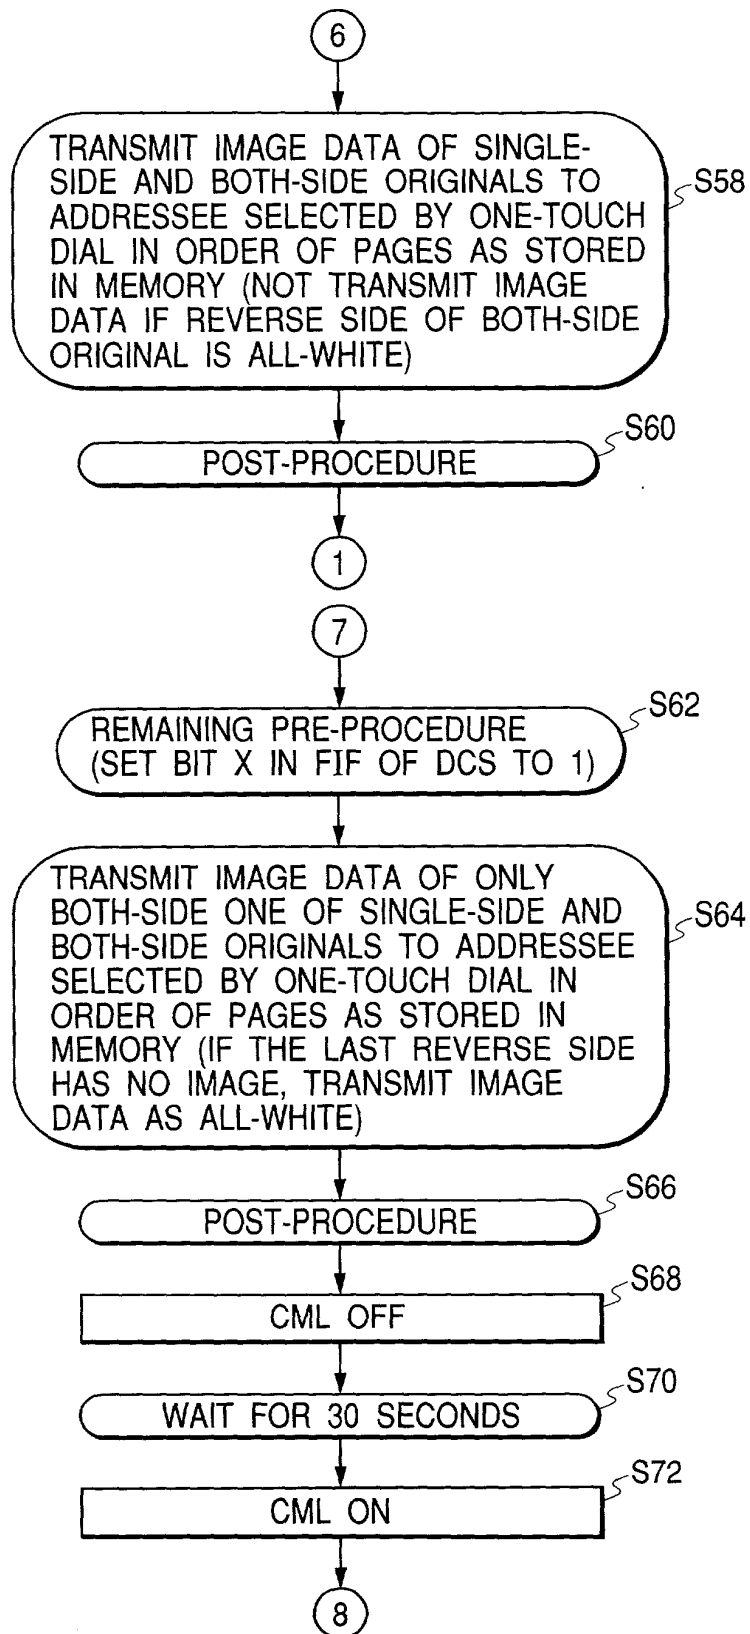 6
TRANSMIT IMAGE DATA OF SINGLE-
SIDE AND BOTH-SIDE ORIGINALS TO
ADDRESSEE SELECTED BY ONE-TOUCH
DIAL IN ORDER OF PAGES AS STORED
IN MEMORY (NOT TRANSMIT IMAGE
DATA IF REVERSE SIDE OF BOTH-SIDE
ORIGINAL IS ALL-WHITE)
S58
POST-PROCEDURE
S60
1
7
REMAINING PRE-PROCEDURE
(SET BIT X IN FIF OF DCS TO 1)
S62
TRANSMIT IMAGE DATA OF ONLY
BOTH-SIDE ONE OF SINGLE-SIDE AND
BOTH-SIDE ORIGINALS TO ADDRESSEE
SELECTED BY ONE-TOUCH DIAL IN
ORDER OF PAGES AS STORED IN
MEMORY (IF THE LAST REVERSE SIDE
HAS NO IMAGE, TRANSMIT IMAGE
DATA AS ALL-WHITE)
S64
POST-PROCEDURE
S66
CML OFF
S68
WAIT FOR 30 SECONDS
S70
CML ON
S72
8